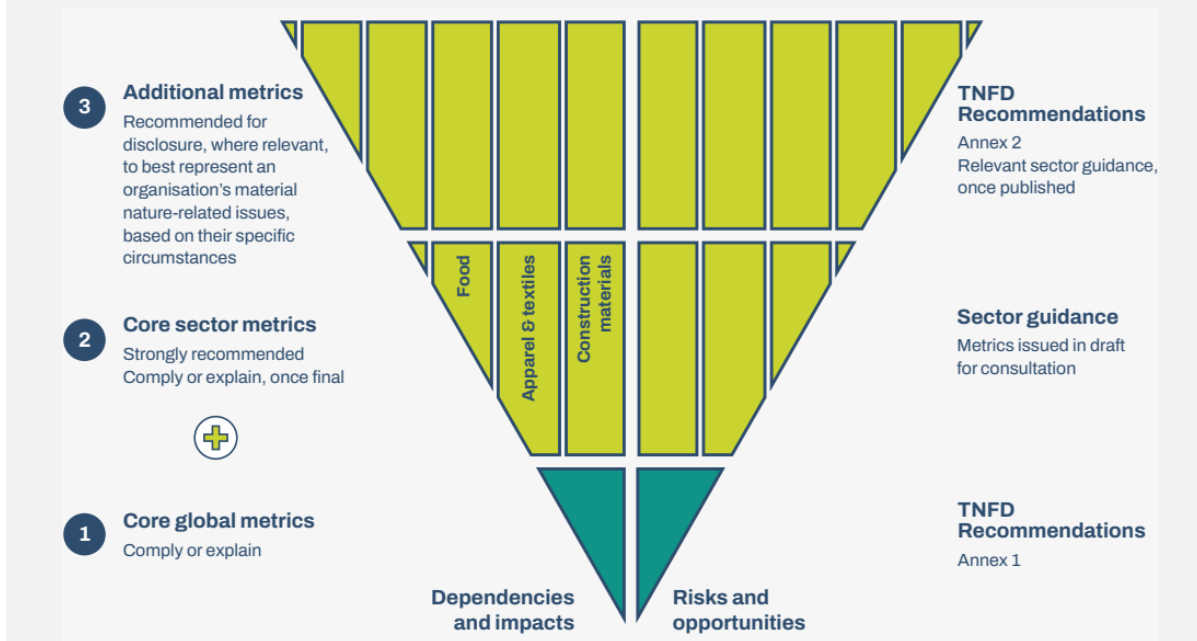 3
Additional metrics
Recommended for
disclosure, where relevant,
to best represent an
organisation's material
nature-related issues,
based on their specific
circumstances
TNFD
Recommendations
Annex 2
Relevant sector guidance,
once published
2
Core sector metrics
Strongly recommended
Comply or explain, once final
Food
Apparel & textiles
Construction
materials
Sector guidance
Metrics issued in draft
for consultation
1
Core global metrics
Comply or explain
TNFD
Recommendations
Annex 1
Dependencies
and impacts
Risks and
opportunities